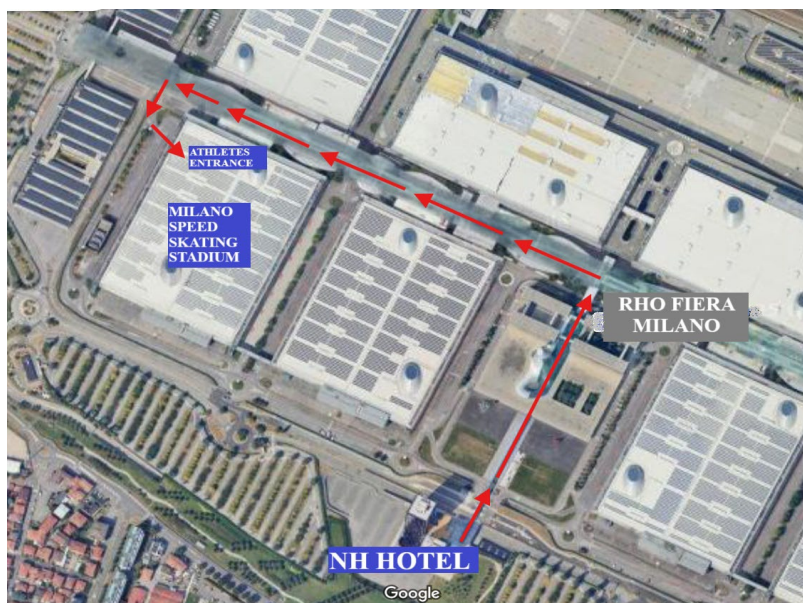 ATHLETES
ENTRANCE
MILANO
SPEED
SKATING
STADIUM
RHO FIERA
MILANO
NH HOTEL
Google